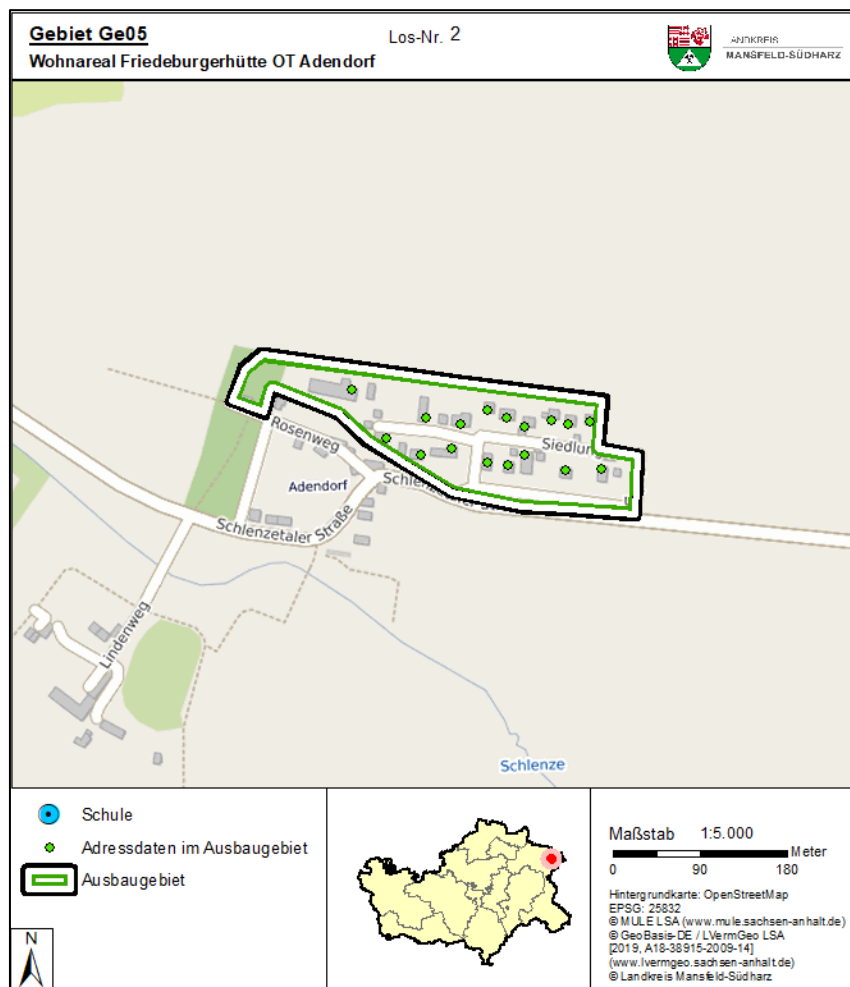 Gebiet Ge05
Los-Nr. 2
Wohnareal Friedeburgerhütte OT Adendorf
ANDKREIS
MANSFELD-SÜDHARZ
Rosenweg
Siedlung
Adendorf
Schlenzetaler Straße
Lindenweg
Schlenze
Schule
Adressdaten im Ausbaugebiet
Ausbaugebiet
N
Maßstab 1:5.000
Meter
0 90 180
Hintergrundkarte: OpenStreetMap
EPSG: 25832
© MULE LSA (www.mule.sachsen-anhalt.de)
© GeoBasis-DE / LVermGeo LSA
[2019, A18-38915-2009-14]
(www.lvermgeo.sachsen-anhalt.de)
© Landkreis Mansfeld-Südharz